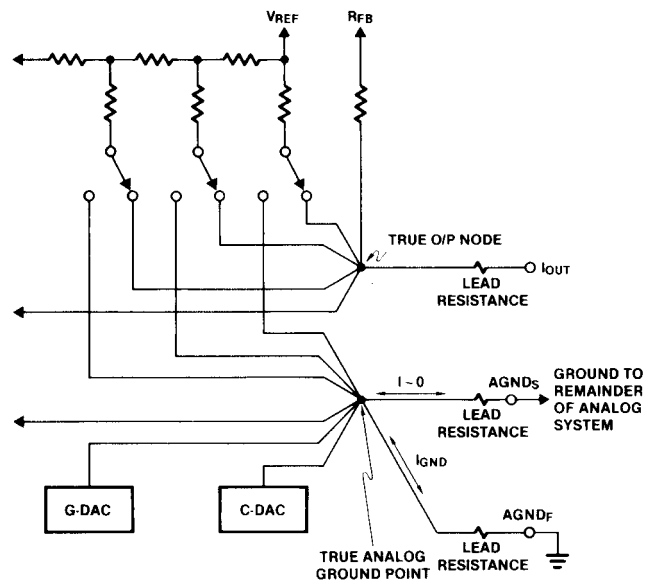 VREF
RFB
TRUE O/P NODE
IOUT
LEAD
RESISTANCE
I~0
AGNDS
GROUND TO
REMAINDER
OF ANALOG
SYSTEM
LEAD
RESISTANCE
IGND
G-DAC
C-DAC
AGNDF
TRUE ANALOG
GROUND POINT
LEAD
RESISTANCE